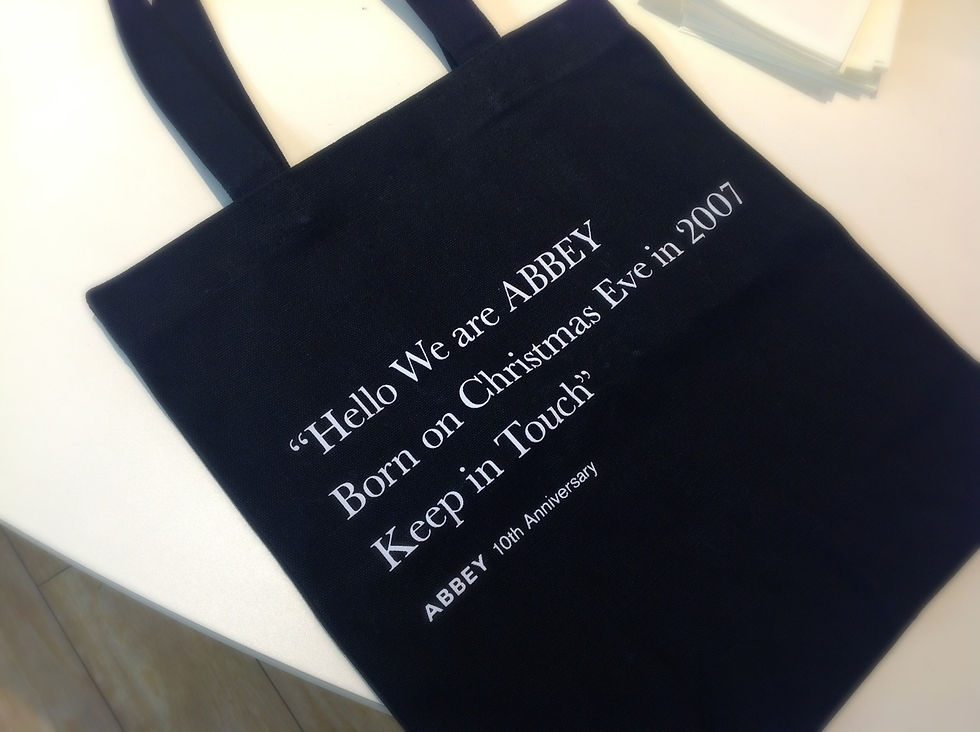 “Hello We are ABBEY
Born on Christmas Eve in 2007
Keep in Touch”
ABBEY 10th Anniversary